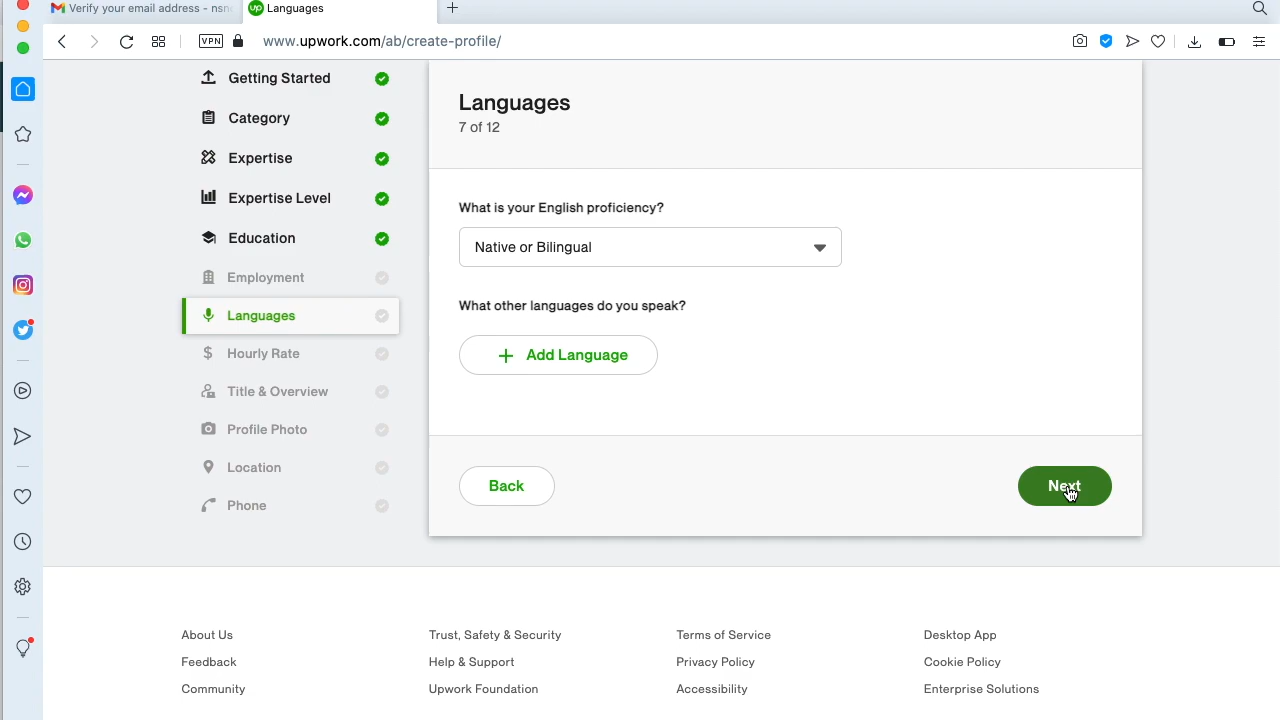 Verify your email address - nsn
up Languages
VPN www.upwork.com/ab/create-profile/
Getting Started
Category
Expertise
Expertise Level
Education
Employment
Languages
Hourly Rate
Title & Overview
Profile Photo
Location
Phone
Languages
7 of 12
What is your English proficiency?
Native or Bilingual
What other languages do you speak?
+ Add Language
Back
Next
About Us
Feedback
Community
Trust, Safety & Security
Help & Support
Upwork Foundation
Terms of Service
Privacy Policy
Accessibility
Desktop App
Cookie Policy
Enterprise Solutions